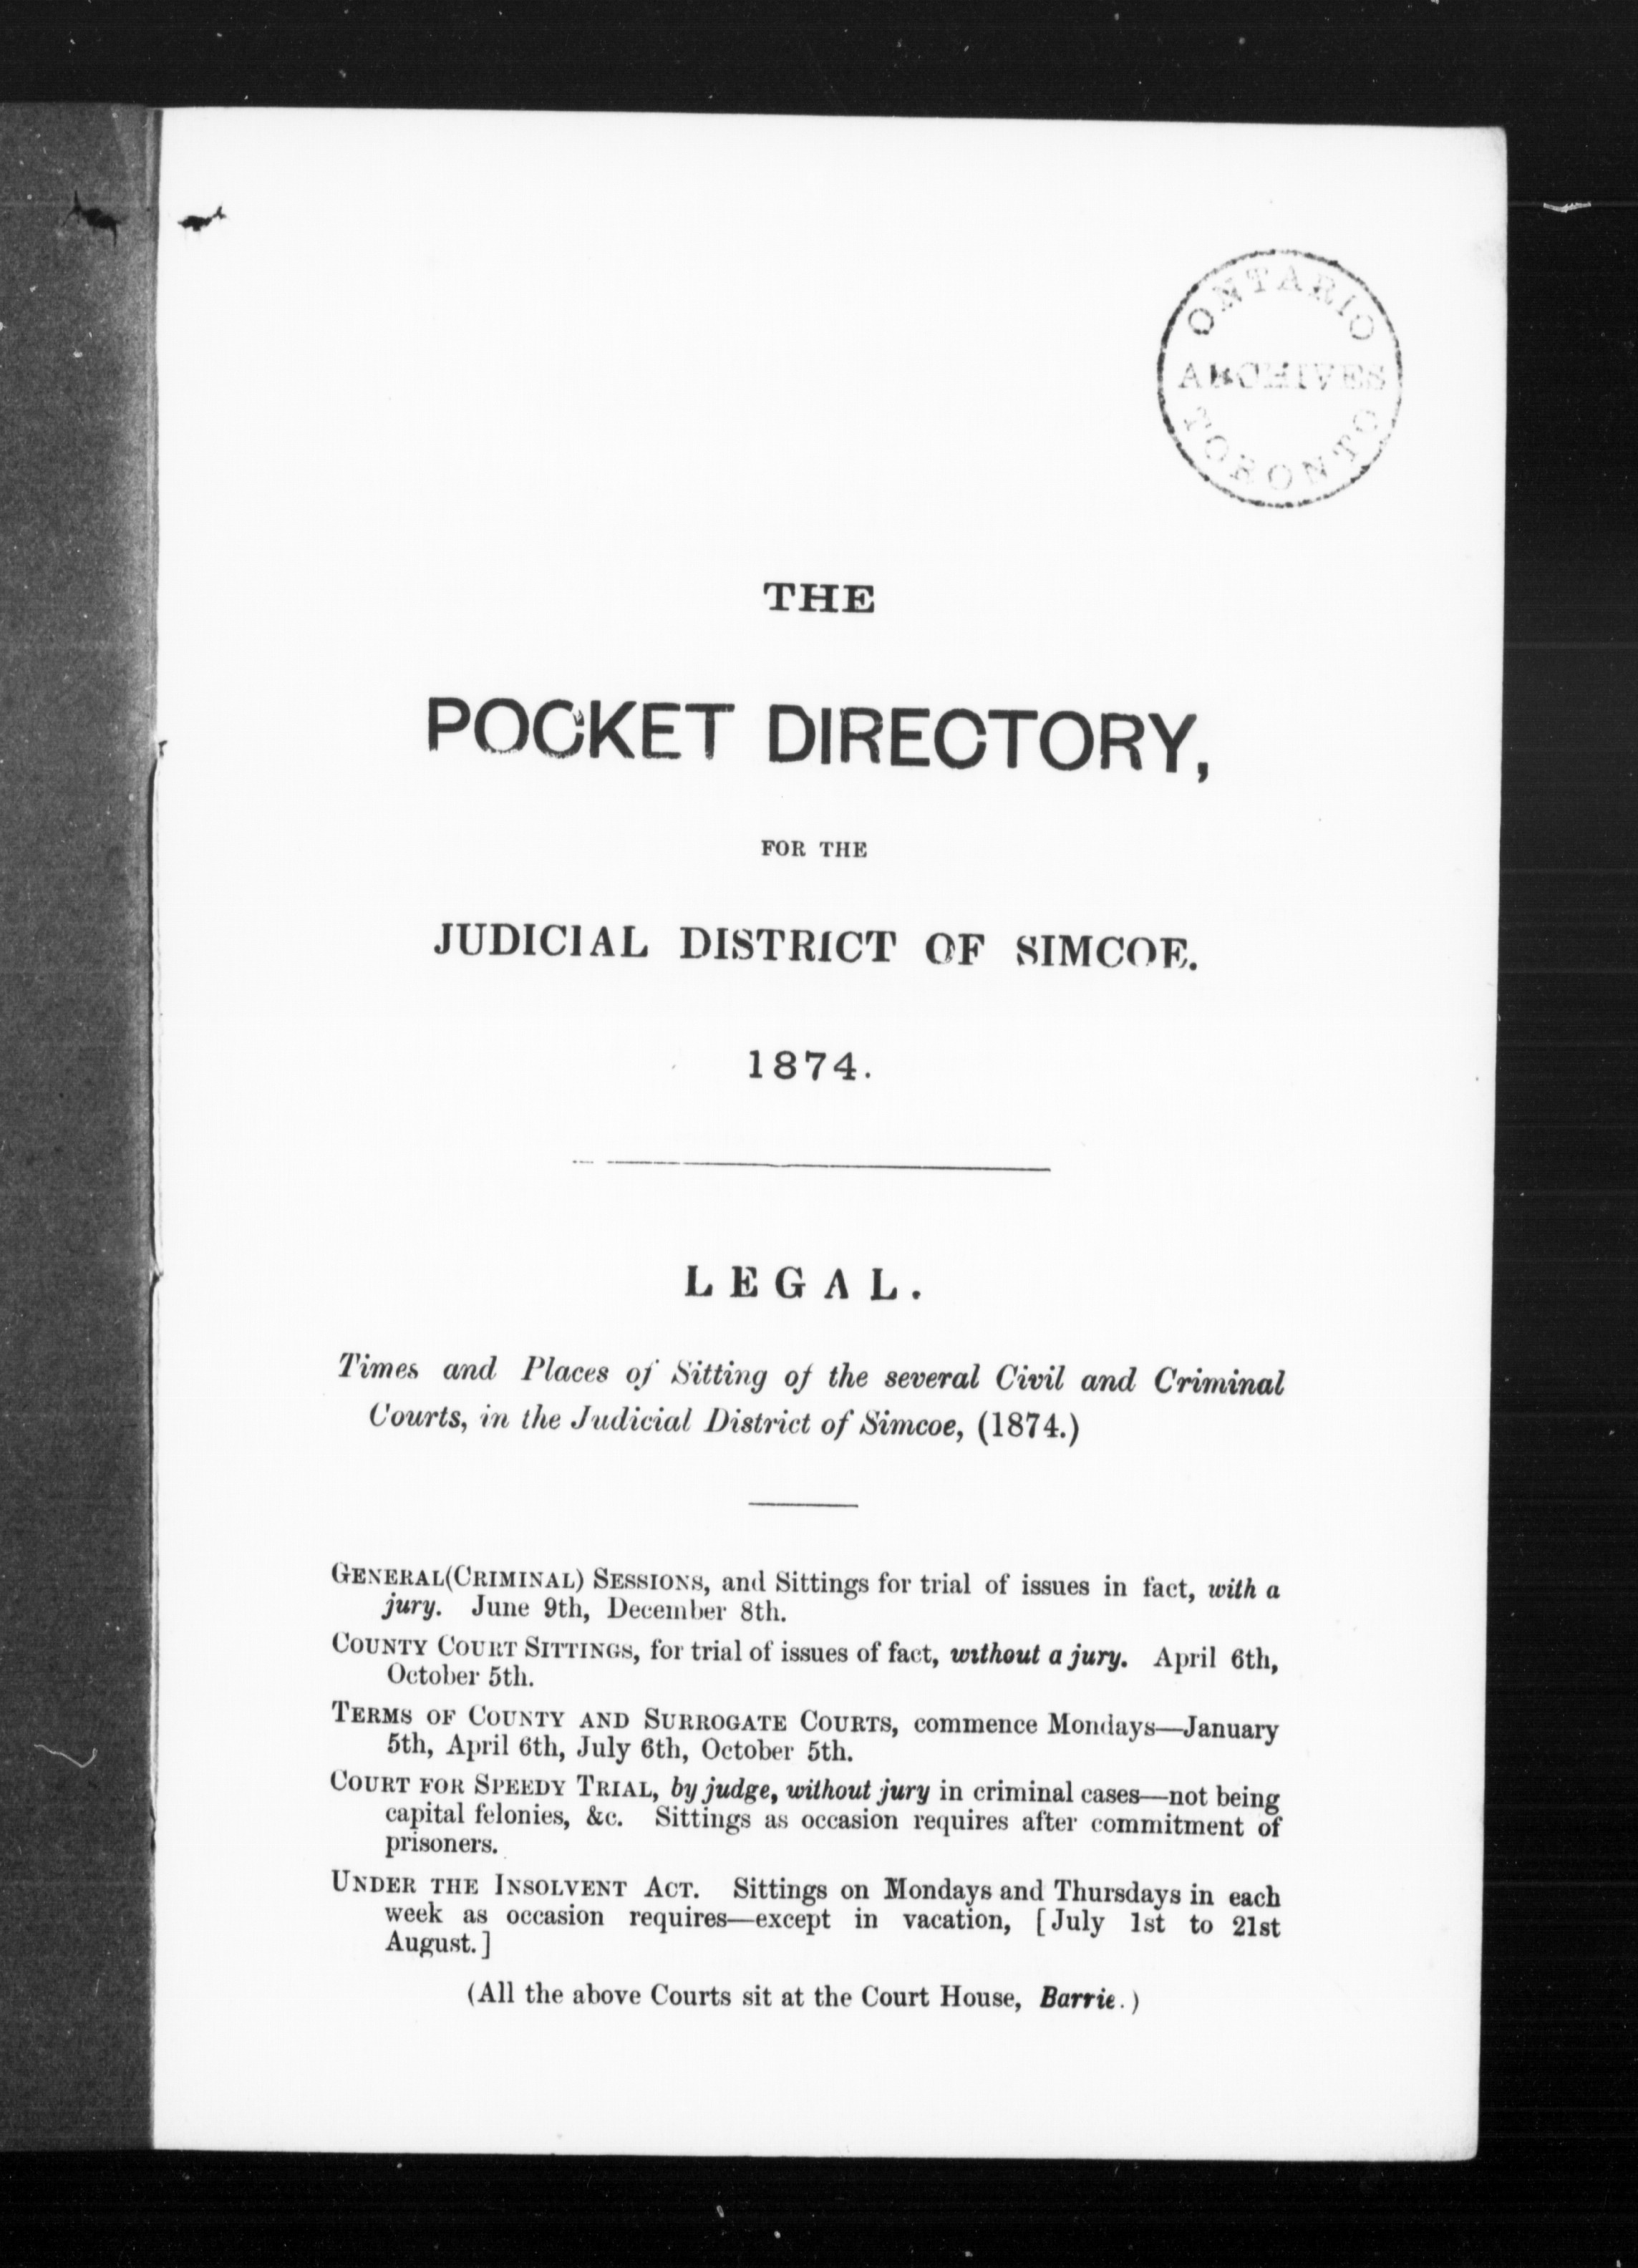 ONTARIO
ARCHIVES
TORONTO
THE
POCKET DIRECTORY,
FOR THE
JUDICIAL DISTRICT OF SIMCOE.
1874.
LEGAL.
Times and Places of Sitting of the several Civil and Criminal
Courts, in the Judicial District of Simcoe, (1874.)
GENERAL (CRIMINAL) SESSIONS, and Sittings for trial of issues in fact, with a
jury. June 9th, December 8th.
COUNTY COURT SITTINGS, for trial of issues of fact, without a jury. April 6th,
October 5th.
TERMS OF COUNTY AND SURROGATE COURTS, commence Mondays—January
5th, April 6th, July 6th, October 5th.
COURT FOR SPEEDY TRIAL, by judge, without jury in criminal cases—not being
capital felonies, &c. Sittings as occasion requires after commitment of
prisoners.
UNDER THE INSOLVENT ACT. Sittings on Mondays and Thursdays in each
week as occasion requires—except in vacation, [July 1st to 21st
August.]
(All the above Courts sit at the Court House, Barrie.)